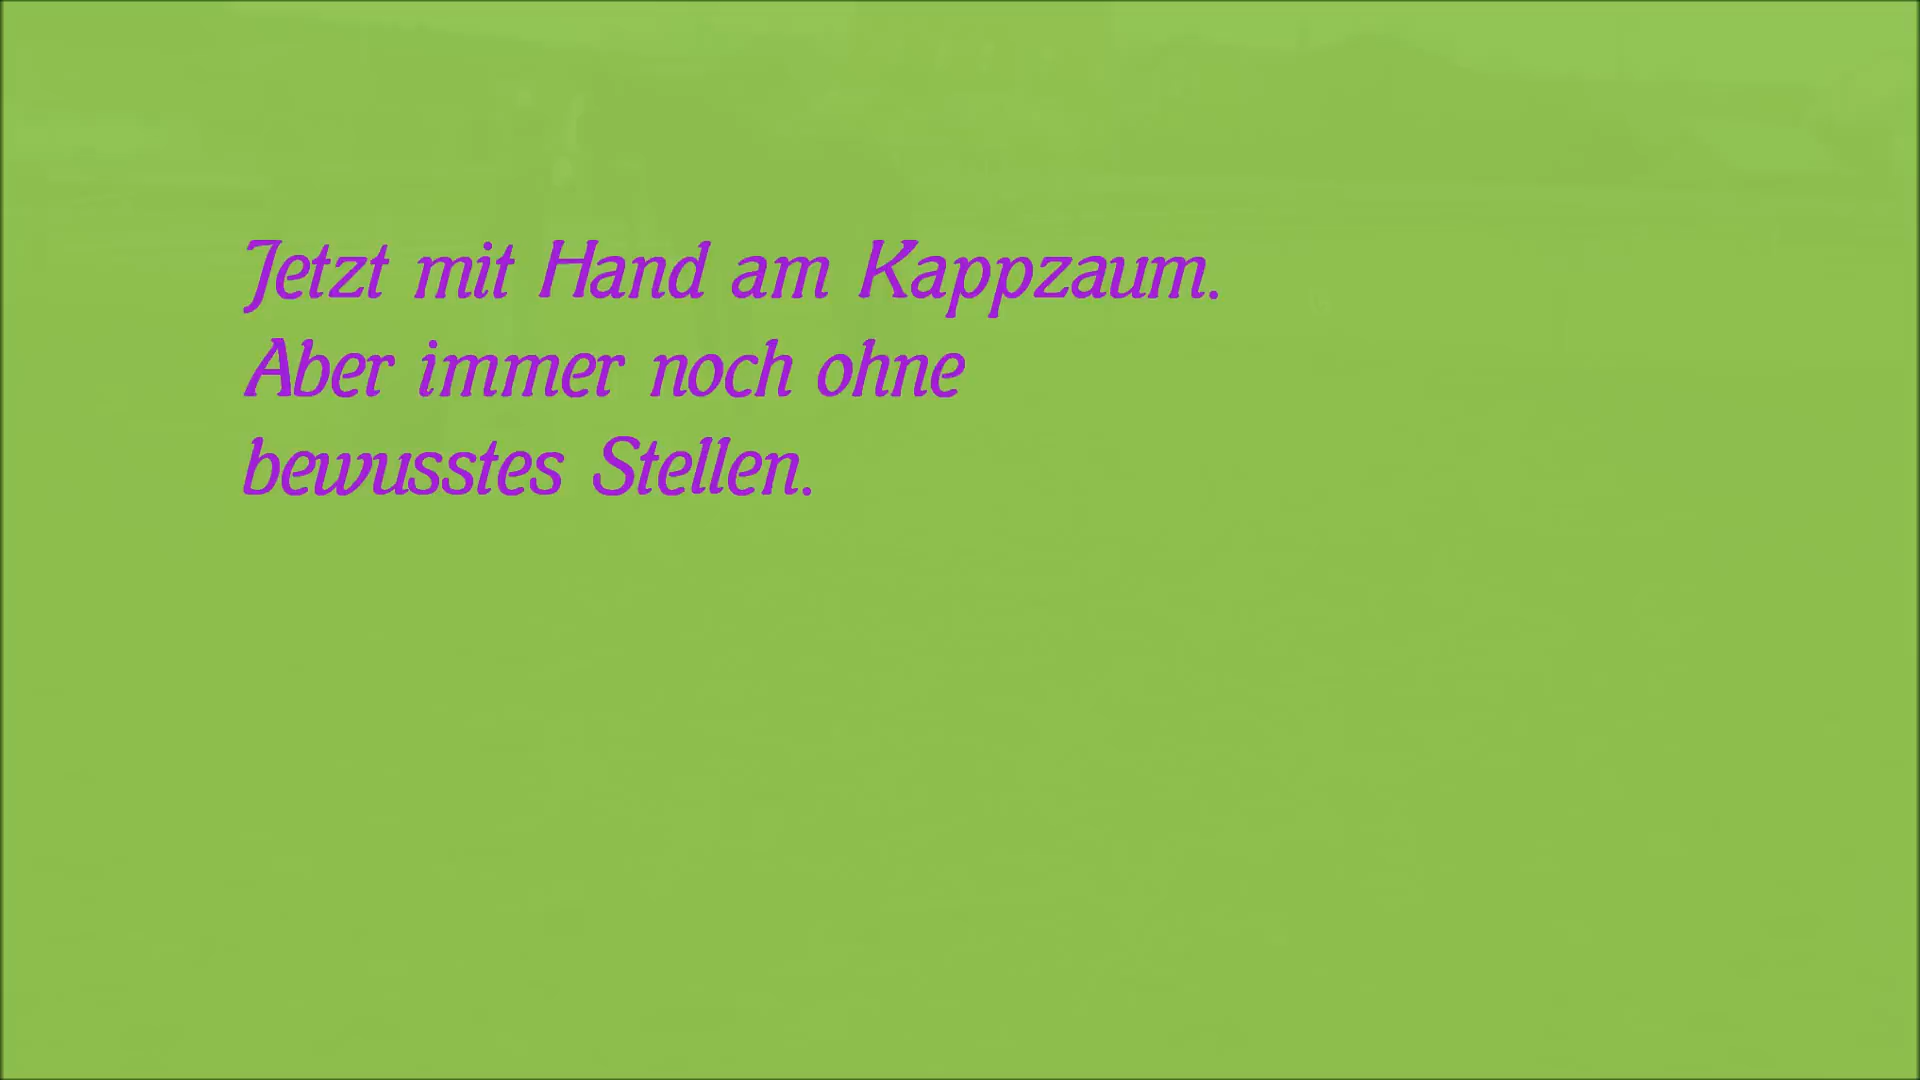 Jetzt mit Hand am Kappzaum.
Aber immer noch ohne
bewusstes Stellen.